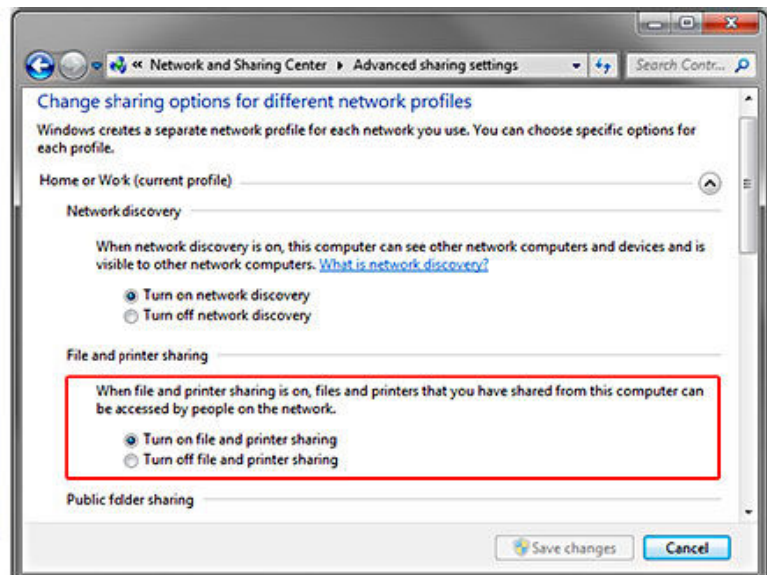 « Network and Sharing Center ▸ Advanced sharing settings
Search Contr...
Change sharing options for different network profiles
Windows creates a separate network profile for each network you use. You can choose specific options for
each profile.
Home or Work (current profile)
Network discovery
When network discovery is on, this computer can see other network computers and devices and is
visible to other network computers. What is network discovery?
Turn on network discovery
Turn off network discovery
File and printer sharing
When file and printer sharing is on, files and printers that you have shared from this computer can
be accessed by people on the network.
Turn on file and printer sharing
Turn off file and printer sharing
Public folder sharing
Save changes
Cancel